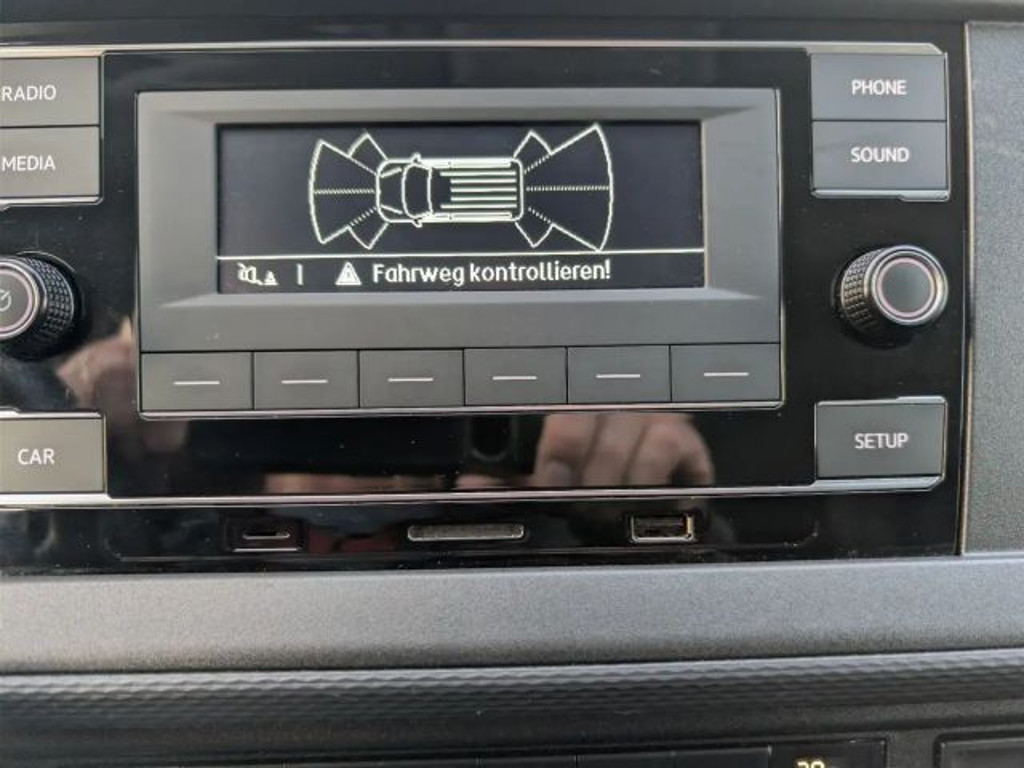 RADIO
PHONE
MEDIA
SOUND
Fahrweg kontrollieren!
CAR
SETUP